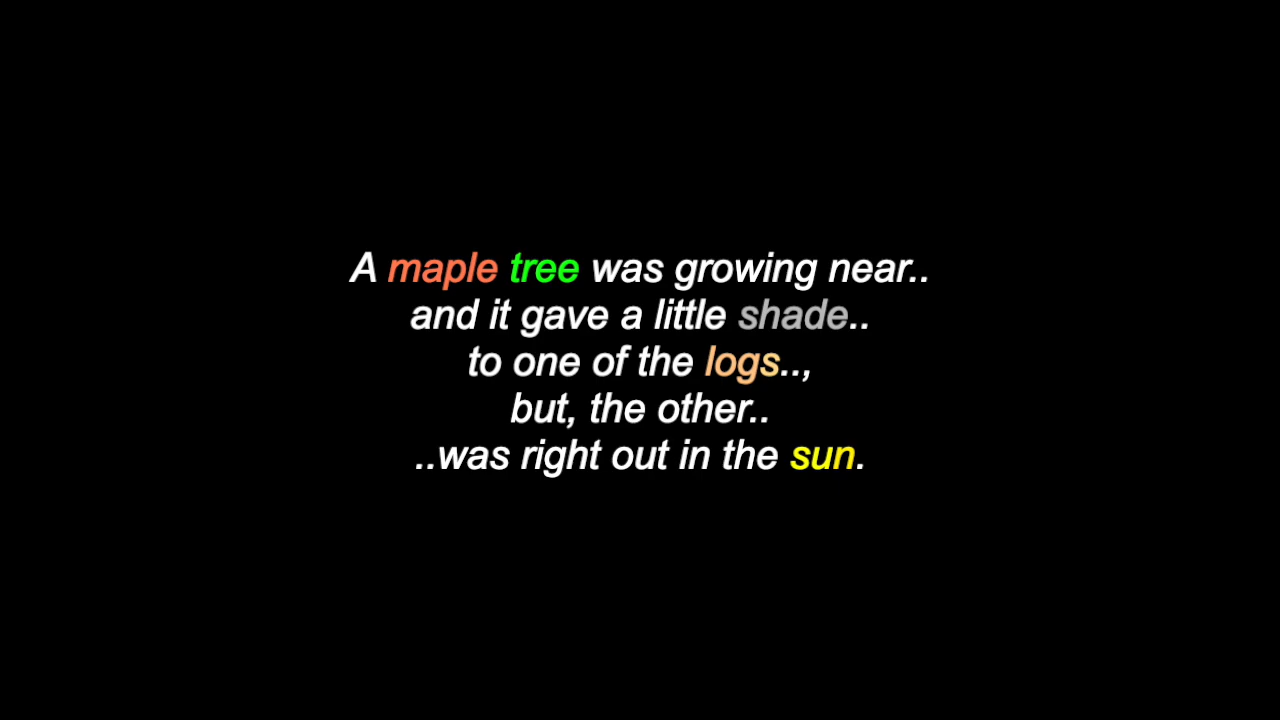 A maple tree was growing near..
and it gave a little shade..
to one of the logs..,
but, the other..
..was right out in the sun.